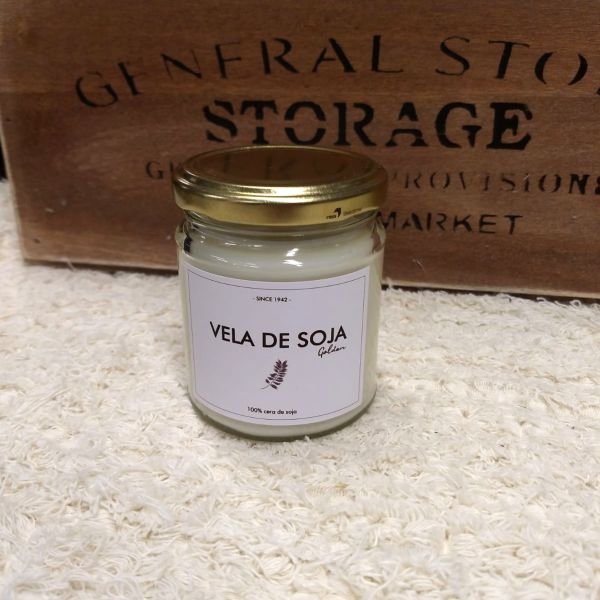 GENERAL STO
STORAGE
PROVISIONS
MARKET
- SINCE 1942 -
VELA DE SOJA
Golden
100% cera de soja